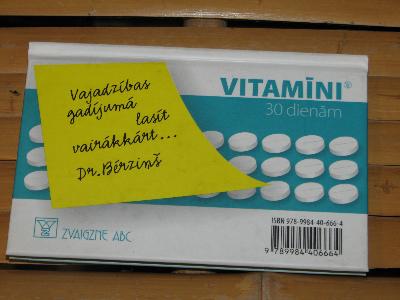 Vajadzības
gadījumā
lasīt
vairākkārt...
Dr.Bērziņš
VITAMĪNI®
30 dienām
ZVAIGZNE ABC
ISBN 978-9984-40-666-4
9 789984 406664